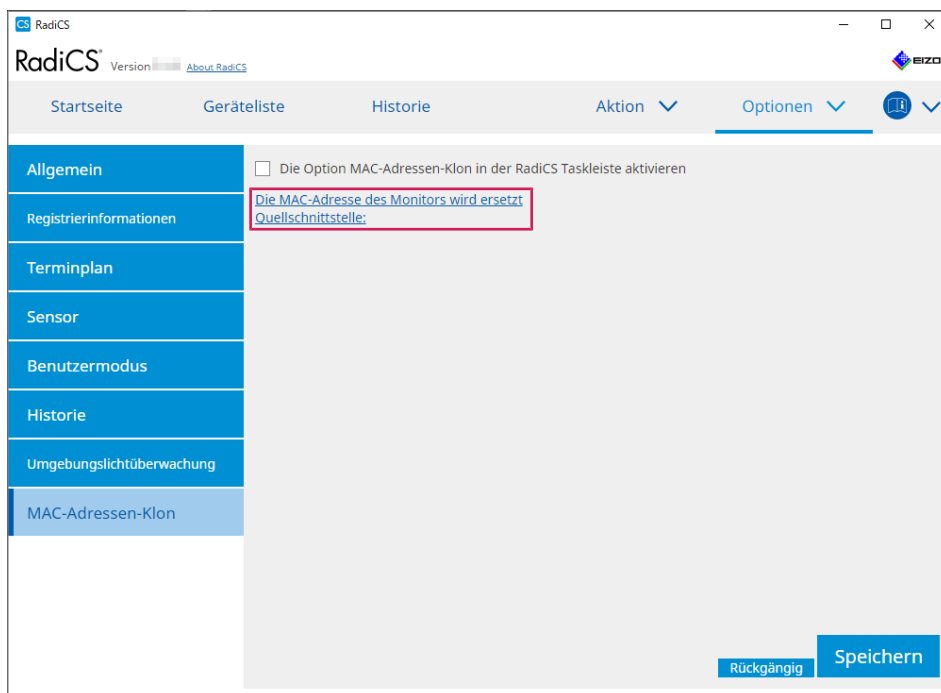 CS RadiCS
RadiCS Version About RadiCS
EIZO
Startseite Geräteliste Historie Aktion Optionen
Allgemein
Registrierinformationen
Terminplan
Sensor
Benutzermodus
Historie
Umgebungslichtüberwachung
MAC-Adressen-Klon
Die Option MAC-Adressen-Klon in der RadiCS Taskleiste aktivieren
Die MAC-Adresse des Monitors wird ersetzt
Quellschnittstelle:
Rückgängig
Speichern